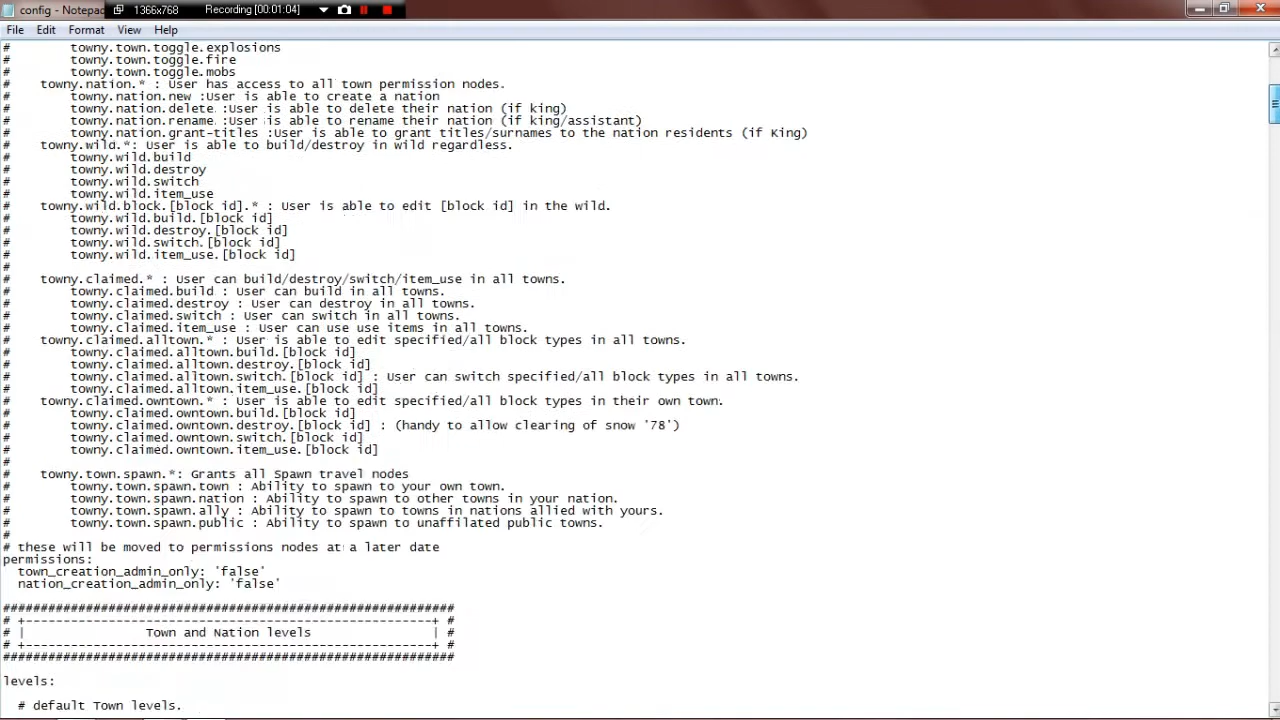 config - Notepad
1366x768
Recording [00:01:04]
File Edit Format View Help
# towny.town.toggle.explosions
# towny.town.toggle.fire
# towny.town.toggle.mobs
# towny.nation.* : User has access to all town permission nodes.
# towny.nation.new :User is able to create a nation
# towny.nation.delete :User is able to delete their nation (if king)
# towny.nation.rename :User is able to rename their nation (if king/assistant)
# towny.nation.grant-titles :User is able to grant titles/surnames to the nation residents (if King)
# towny.wild.*: User is able to build/destroy in wild regardless.
# towny.wild.build
# towny.wild.destroy
# towny.wild.switch
# towny.wild.item_use
# towny.wild.block.[block id].* : User is able to edit [block id] in the wild.
# towny.wild.build.[block id]
# towny.wild.destroy.[block id]
# towny.wild.switch.[block id]
# towny.wild.item_use.[block id]
#
# towny.claimed.* : User can build/destroy/switch/item_use in all towns.
# towny.claimed.build : User can build in all towns.
# towny.claimed.destroy : User can destroy in all towns.
# towny.claimed.switch : User can switch in all towns.
# towny.claimed.item_use : User can use use items in all towns.
# towny.claimed.alltown.* : User is able to edit specified/all block types in all towns.
# towny.claimed.alltown.build.[block id]
# towny.claimed.alltown.destroy.[block id]
# towny.claimed.alltown.switch.[block id] : User can switch specified/all block types in all towns.
# towny.claimed.alltown.item_use.[block id]
# towny.claimed.owntown.* : User is able to edit specified/all block types in their own town.
# towny.claimed.owntown.build.[block id]
# towny.claimed.owntown.destroy.[block id] : (handy to allow clearing of snow '78')
# towny.claimed.owntown.switch.[block id]
# towny.claimed.owntown.item_use.[block id]
#
# towny.town.spawn.*: Grants all Spawn travel nodes
# towny.town.spawn.town : Ability to spawn to your own town.
# towny.town.spawn.nation : Ability to spawn to other towns in your nation.
# towny.town.spawn.ally : Ability to spawn to towns in nations allied with yours.
# towny.town.spawn.public : Ability to spawn to unaffilated public towns.
#
# these will be moved to permissions nodes at a later date
permissions:
town_creation_admin_only: 'false'
nation_creation_admin_only: 'false'
############################################################
# +------------------------------------------------------+ #
# | Town and Nation levels | #
# +------------------------------------------------------+ #
############################################################
levels:
# default Town levels.